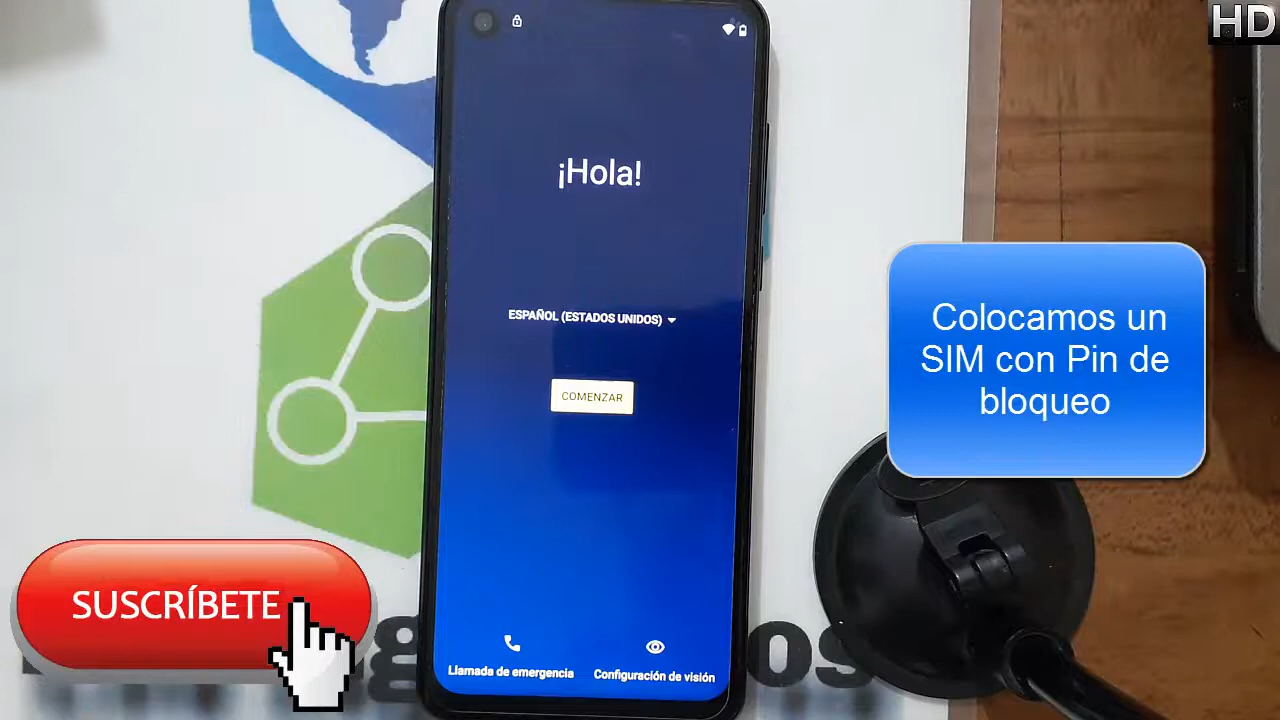 HD
¡Hola!
ESPAÑOL (ESTADOS UNIDOS)
COMENZAR
Colocamos un
SIM con Pin de
bloqueo
SUSCRÍBETE
Llamada de emergencia
Configuración de visión